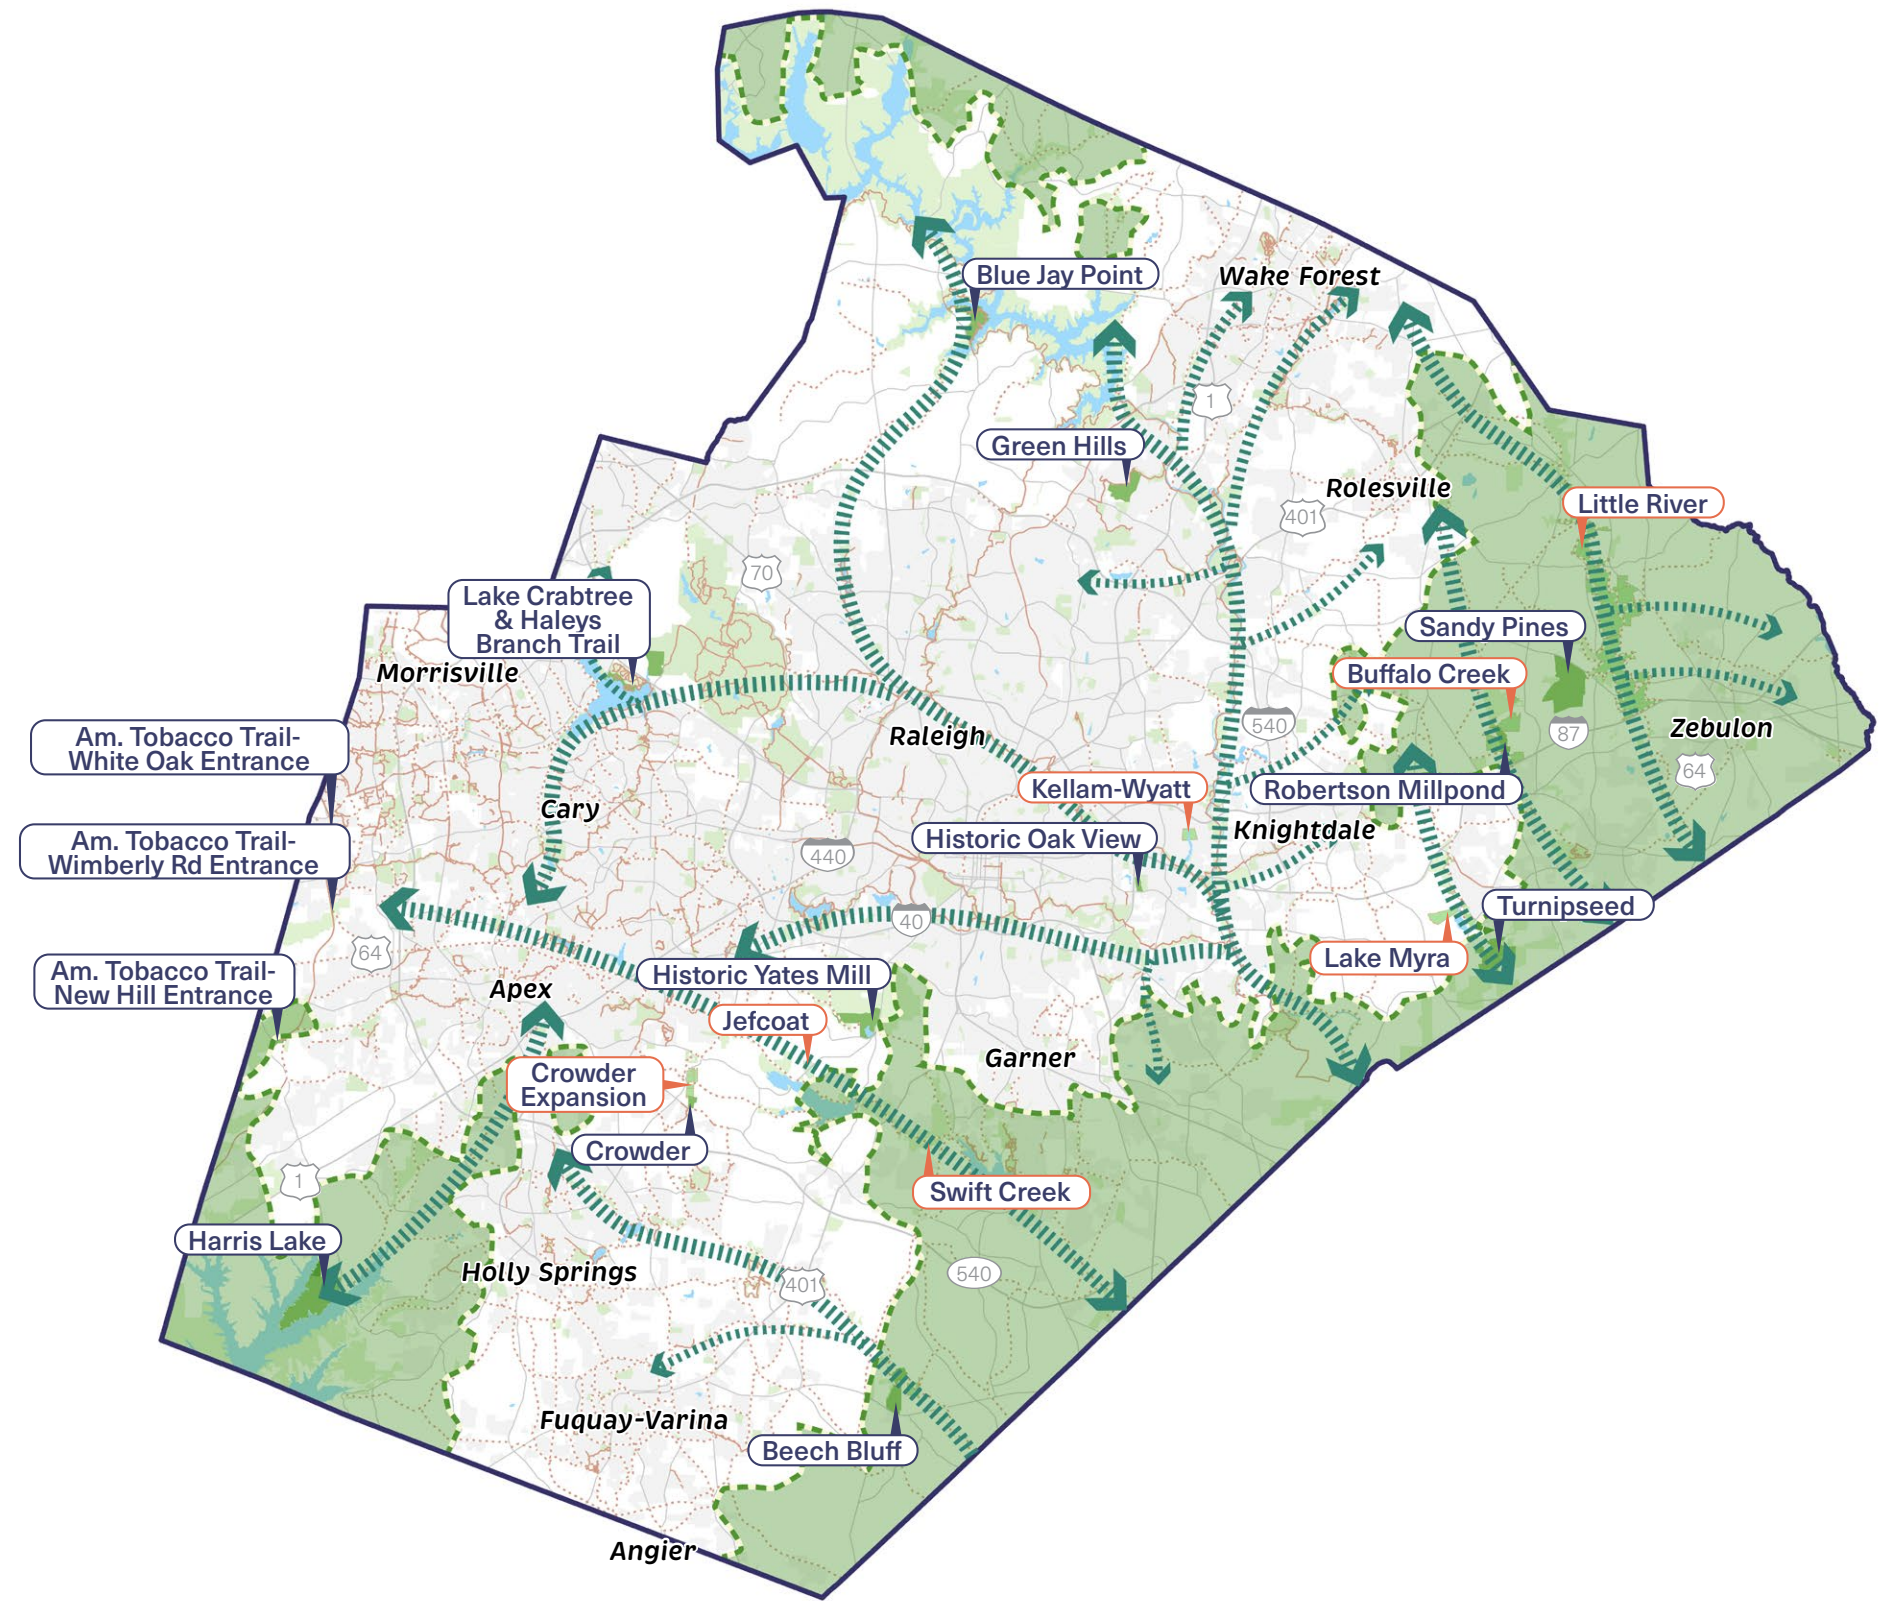 Blue Jay Point
Wake Forest
1
Green Hills
Rolesville
401
Little River
70
Lake Crabtree
& Haleys
Branch Trail
Sandy Pines
Morrisville
Buffalo Creek
Am. Tobacco Trail-
White Oak Entrance
Raleigh
540
87
Zebulon
64
Kellam-Wyatt
Robertson Millpond
Cary
Knightdale
Am. Tobacco Trail-
Wimberly Rd Entrance
440
Historic Oak View
Turnipseed
40
64
Lake Myra
Am. Tobacco Trail-
New Hill Entrance
Apex
Historic Yates Mill
Jefcoat
Garner
Crowder
Expansion
Crowder
1
Swift Creek
Harris Lake
Holly Springs
401
540
Fuquay-Varina
Beech Bluff
Angier